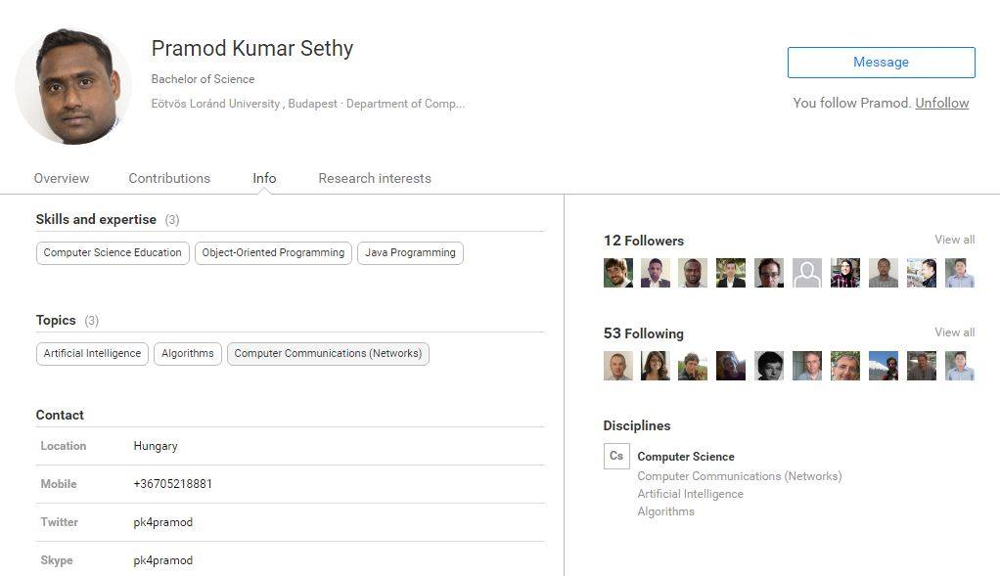 Pramod Kumar Sethy
Bachelor of Science
Eötvös Loránd University , Budapest · Department of Comp...
Message
You follow Pramod. Unfollow
Overview Contributions Info Research interests
Skills and expertise (3)
Computer Science Education Object-Oriented Programming Java Programming
Topics (3)
Artificial Intelligence Algorithms Computer Communications (Networks)
Contact
Location Hungary
Mobile +36705218881
Twitter pk4pramod
Skype pk4pramod
12 Followers View all
53 Following View all
Disciplines
Cs Computer Science
Computer Communications (Networks)
Artificial Intelligence
Algorithms